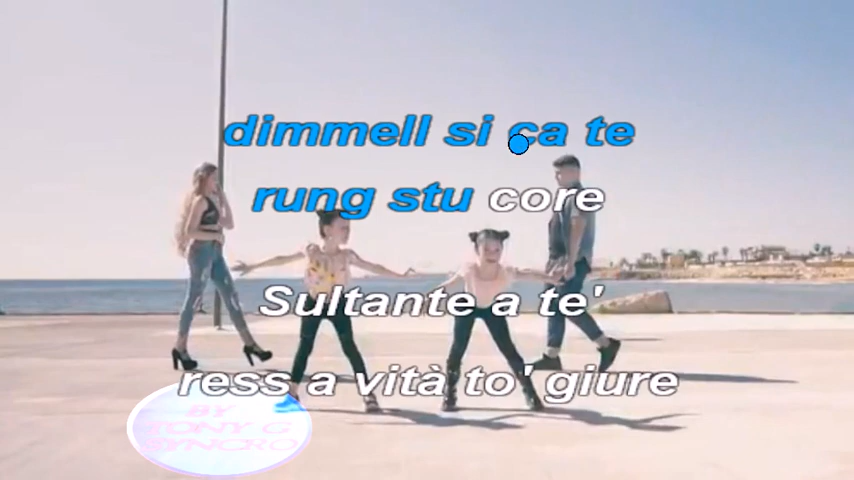 dimmell si ca te
rung stu core
Sultante a te'
ress a vità to' giure
BY
TONY G
SYNCRO